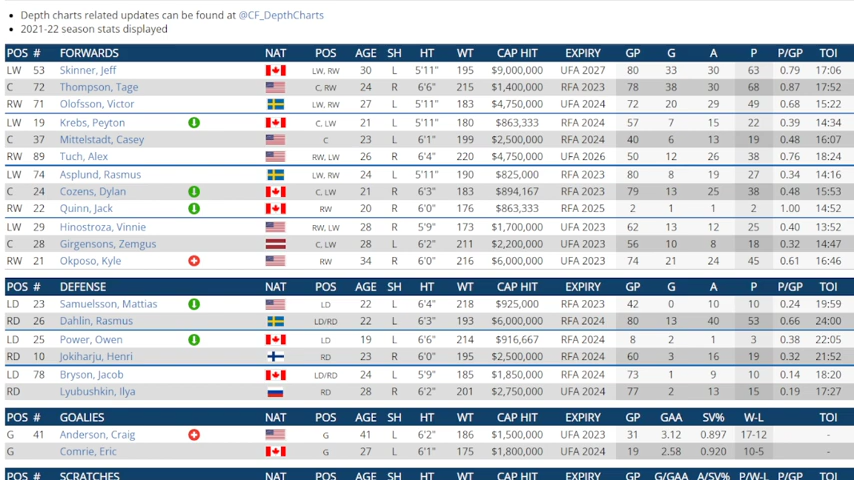 Depth charts related updates can be found at @CF_DepthCharts
2021-22 season stats displayed
POS # FORWARDS NAT POS AGE SH HT WT CAP HIT EXPIRY GP G A P P/GP TOI
LW 53 Skinner, Jeff LW, RW 30 L 5'11" 195 $9,000,000 UFA 2027 80 33 30 63 0.79 17:06
C 72 Thompson, Tage C, RW 24 R 6'6" 215 $1,400,000 RFA 2023 78 38 30 68 0.87 17:52
RW 71 Olofsson, Victor RW, LW 27 L 5'11" 183 $4,750,000 UFA 2024 72 20 29 49 0.68 15:22
LW 19 Krebs, Peyton C, LW 21 L 5'11" 180 $863,333 RFA 2024 57 7 15 22 0.39 14:34
C 37 Mittelstadt, Casey C 23 L 6'1" 199 $2,500,000 RFA 2024 40 6 13 19 0.48 16:07
RW 89 Tuch, Alex RW, LW 26 R 6'4" 220 $4,750,000 UFA 2026 50 12 26 38 0.76 18:24
LW 74 Asplund, Rasmus LW, RW 24 L 5'11" 190 $825,000 RFA 2023 80 8 19 27 0.34 14:16
C 24 Cozens, Dylan C, LW 21 R 6'3" 183 $894,167 RFA 2023 79 13 25 38 0.48 15:53
RW 22 Quinn, Jack RW 20 R 6'0" 176 $863,333 RFA 2025 2 1 1 2 1.00 14:52
LW 29 Hinostroza, Vinnie RW, LW 28 R 5'9" 173 $1,700,000 UFA 2023 62 13 12 25 0.40 13:52
C 28 Girgensons, Zemgus C, LW 28 L 6'2" 211 $2,200,000 UFA 2023 56 10 8 18 0.32 14:47
RW 21 Okposo, Kyle RW 34 R 6'0" 216 $6,000,000 UFA 2023 74 21 24 45 0.61 16:46
POS # DEFENSE NAT POS AGE SH HT WT CAP HIT EXPIRY GP G A P P/GP TOI
LD 23 Samuelsson, Mattias LD 22 L 6'4" 218 $925,000 RFA 2023 42 0 10 10 0.24 19:59
RD 26 Dahlin, Rasmus LD/RD 22 L 6'3" 193 $6,000,000 RFA 2024 80 13 40 53 0.66 24:00
LD 25 Power, Owen LD 19 L 6'6" 214 $916,667 RFA 2024 8 2 1 3 0.38 22:05
RD 10 Jokiharju, Henri RD 23 R 6'0" 195 $2,500,000 RFA 2024 60 3 16 19 0.32 21:52
LD 78 Bryson, Jacob LD/RD 24 L 5'9" 185 $1,850,000 RFA 2024 73 1 9 10 0.14 18:20
RD Lyubushkin, Ilya RD 28 R 6'2" 201 $2,750,000 UFA 2024 77 2 13 15 0.19 17:27
POS # GOALIES NAT POS AGE SH HT WT CAP HIT EXPIRY GP GAA SV% W-L TOI
G 41 Anderson, Craig G 41 L 6'2" 186 $1,500,000 UFA 2023 31 3.12 0.897 17-12 -
G Comrie, Eric G 27 L 6'1" 175 $1,800,000 UFA 2024 19 2.58 0.920 10-5 -
POS # SCRATCHES NAT POS AGE SH HT WT CAP HIT EXPIRY GP G/GAA A/SV% P/W-L P/GP TOI